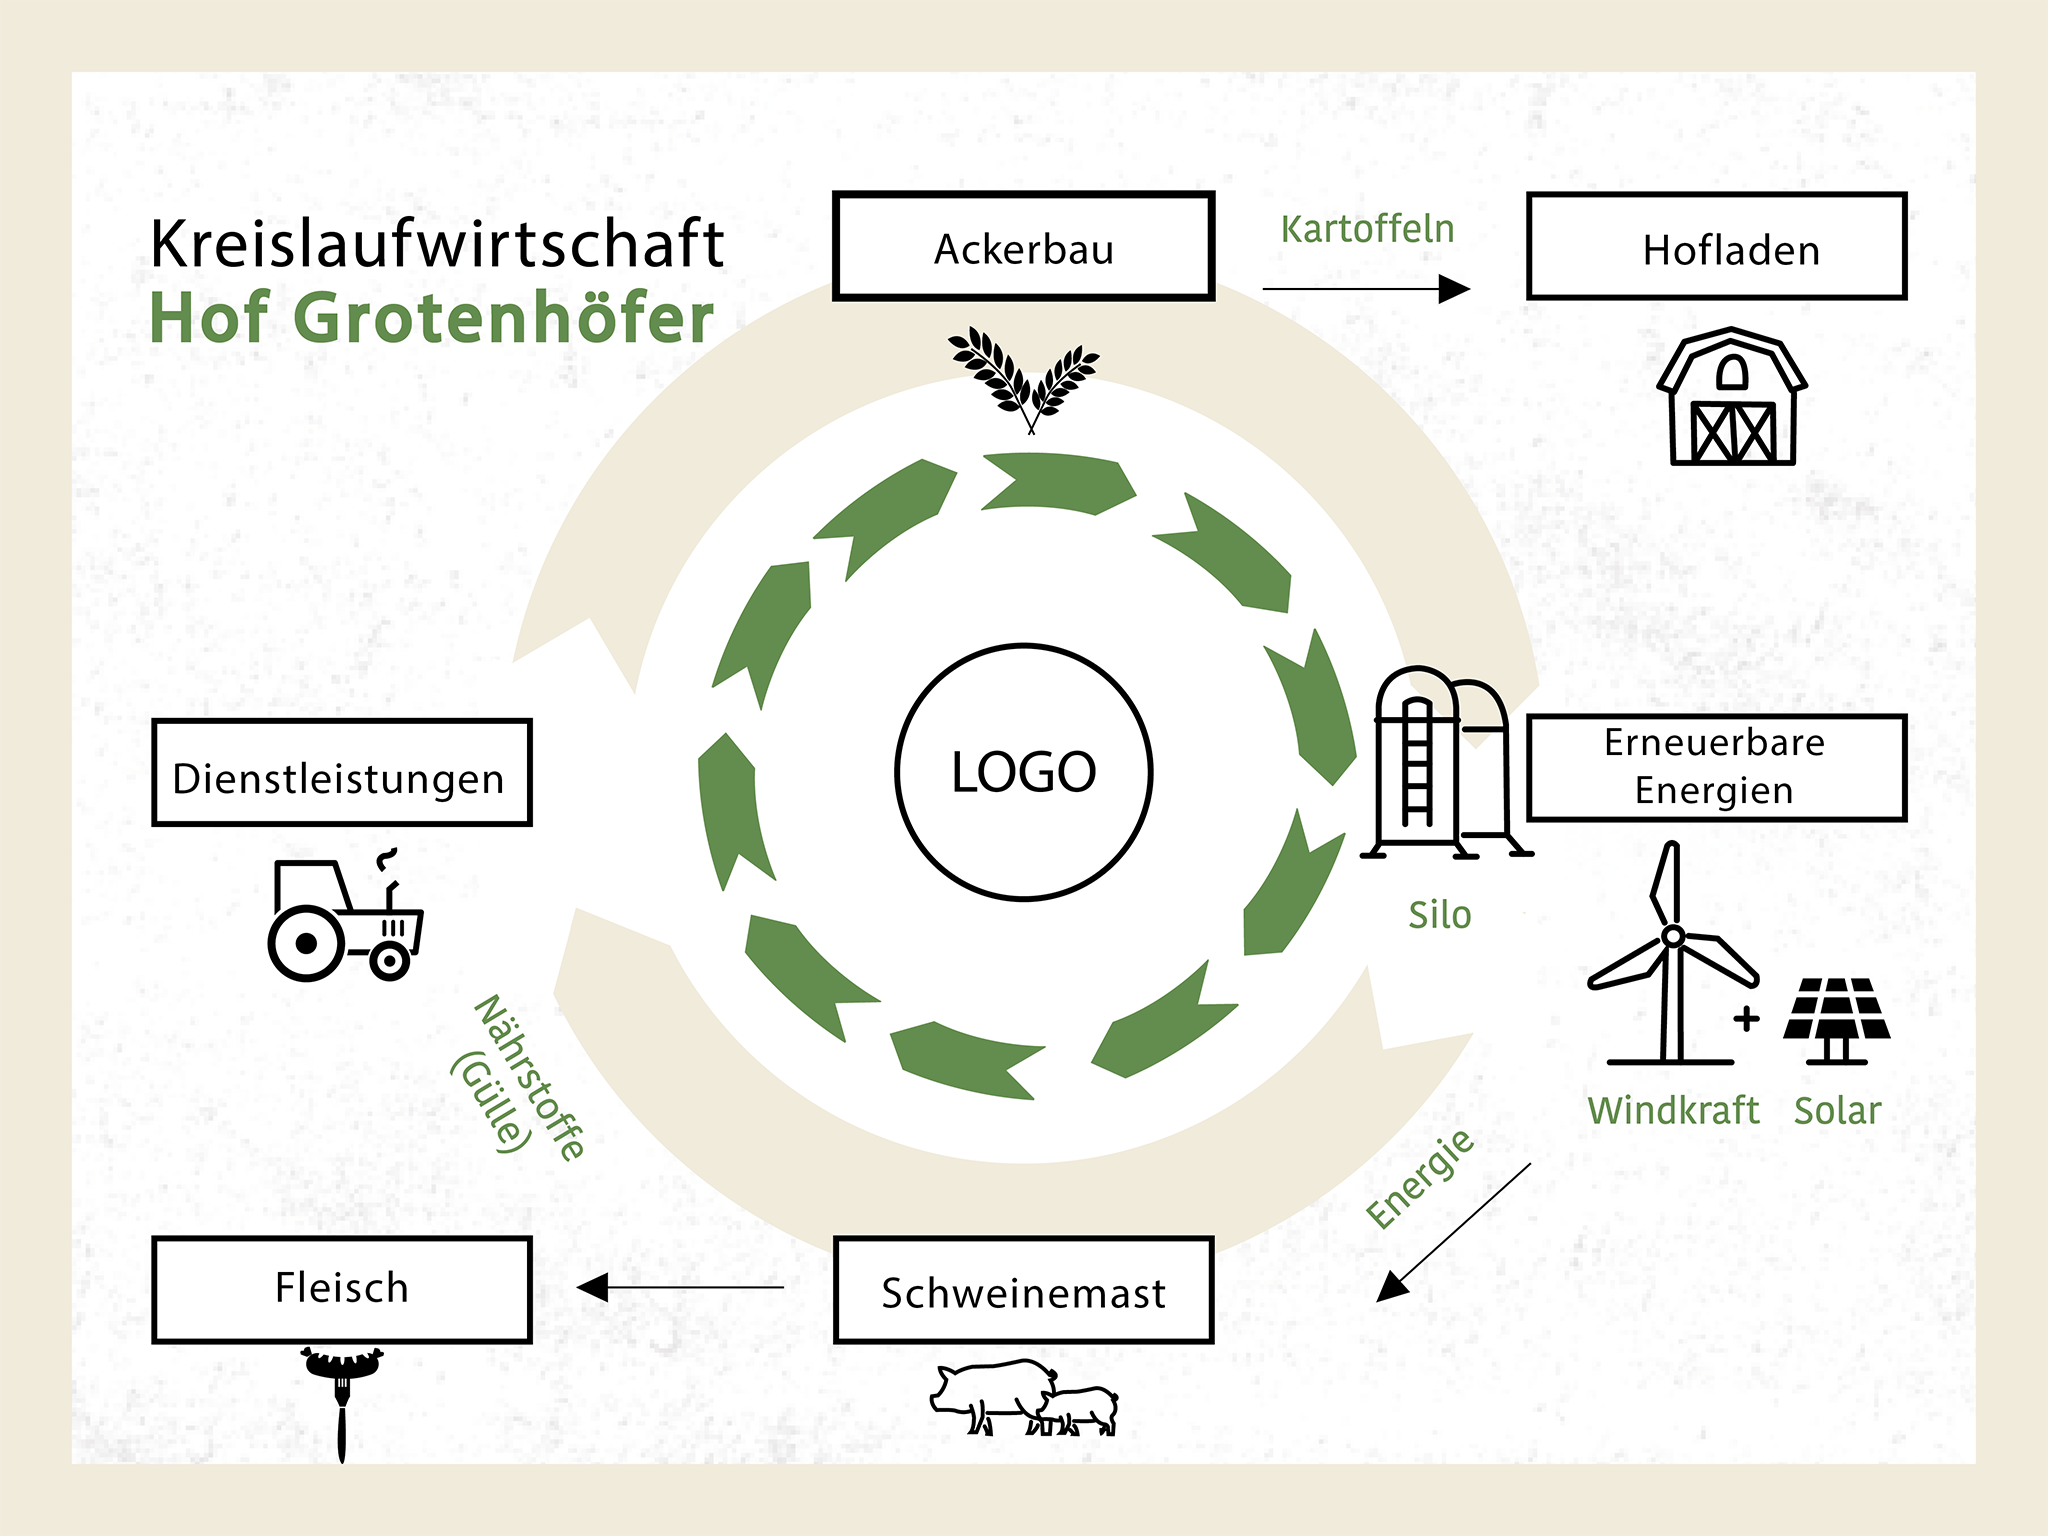 Kreislaufwirtschaft
Hof Grotenhöfer
Ackerbau
Kartoffeln
Hofladen
Dienstleistungen
LOGO
Silo
Erneuerbare
Energien
Windkraft
Solar
Nährstoffe
(Gülle)
Energie
Fleisch
Schweinemast